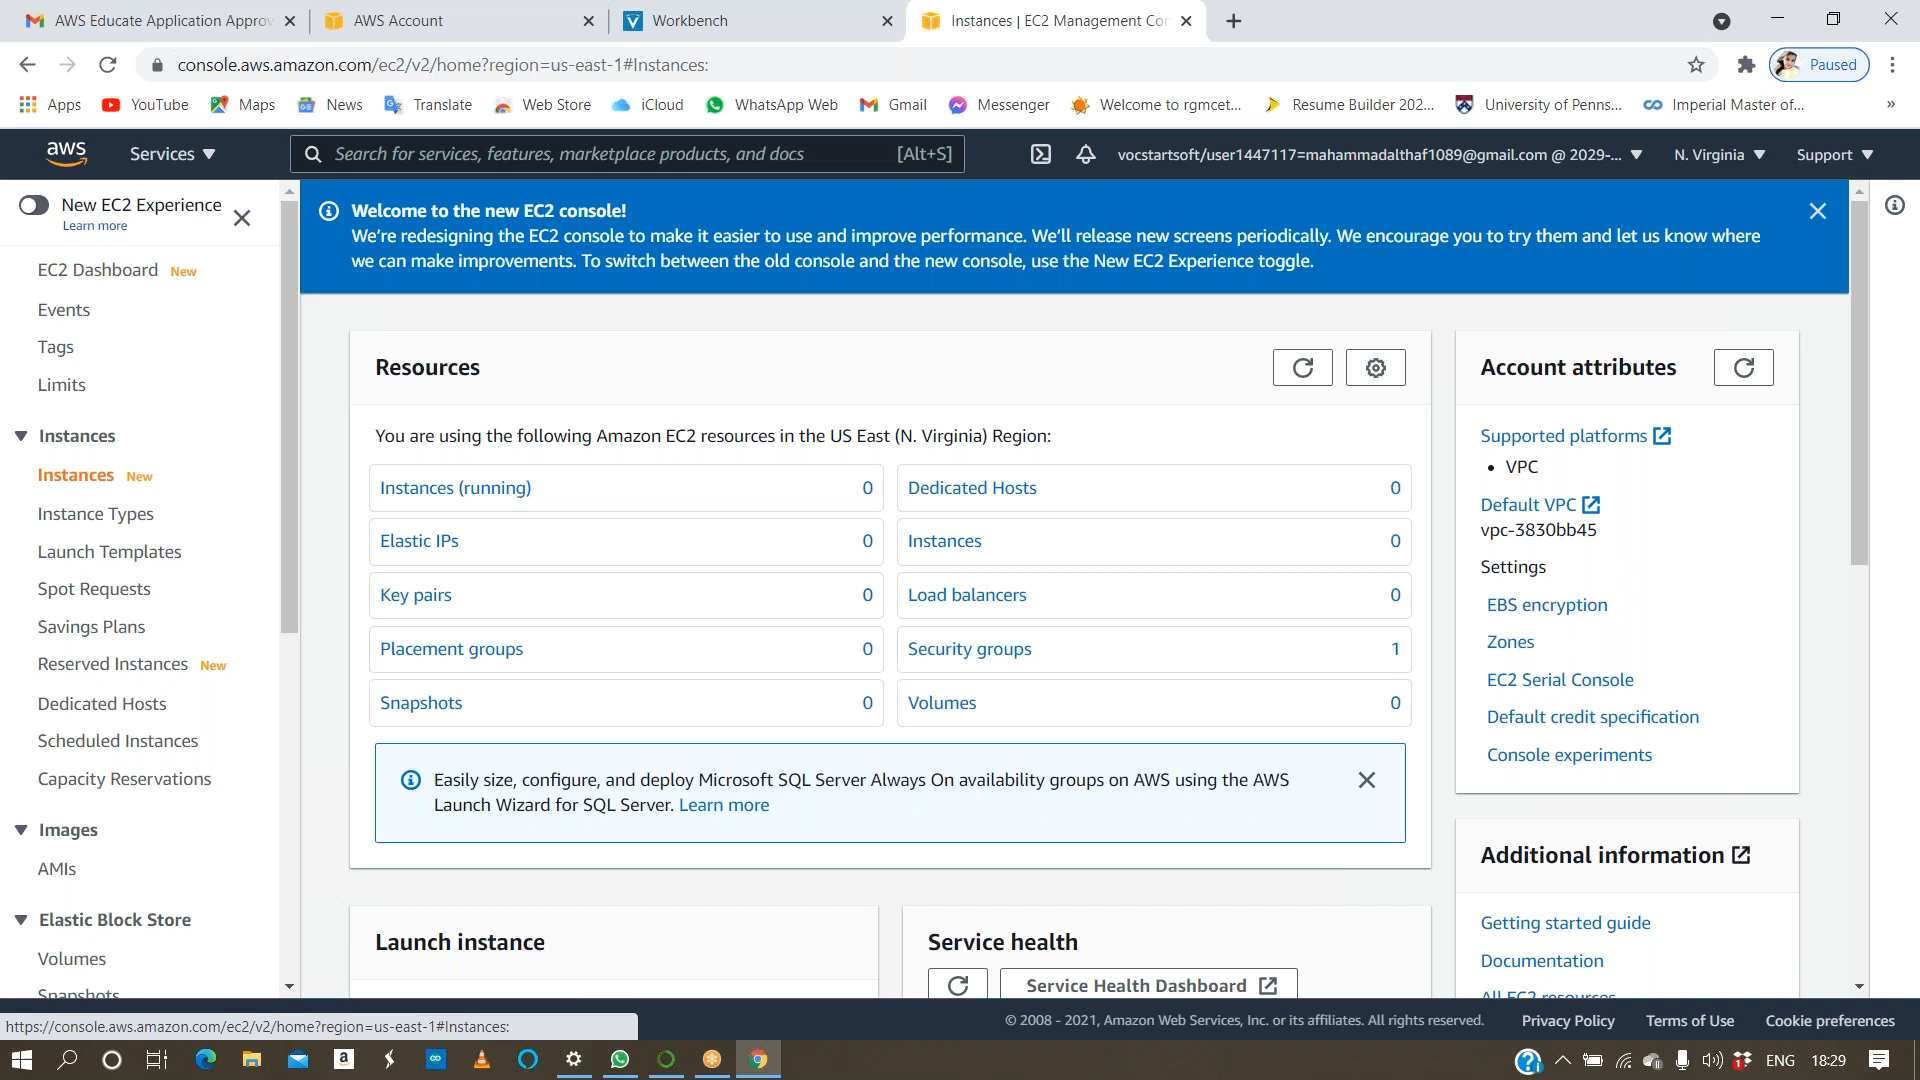 AWS Educate Application Approv
AWS Account
Workbench
Instances | EC2 Management Con
console.aws.amazon.com/ec2/v2/home?region=us-east-1#Instances:
Paused
Apps
YouTube
Maps
News
Translate
Web Store
iCloud
WhatsApp Web
Gmail
Messenger
Welcome to rgmcet...
Resume Builder 202...
University of Penns...
Imperial Master of...
»
aws
Services
Search for services, features, marketplace products, and docs
[Alt+S]
vocstartsoft/user1447117=mahammadalthaf1089@gmail.com @ 2029-...
N. Virginia
Support
New EC2 Experience
Learn more
Welcome to the new EC2 console!
We're redesigning the EC2 console to make it easier to use and improve performance. We'll release new screens periodically. We encourage you to try them and let us know where
we can make improvements. To switch between the old console and the new console, use the New EC2 Experience toggle.
EC2 Dashboard New
Events
Tags
Limits
Instances
Instances New
Instance Types
Launch Templates
Spot Requests
Savings Plans
Reserved Instances New
Dedicated Hosts
Scheduled Instances
Capacity Reservations
Images
AMIs
Elastic Block Store
Volumes
Snapshots
Resources
You are using the following Amazon EC2 resources in the US East (N. Virginia) Region:
Instances (running) 0
Dedicated Hosts 0
Elastic IPs 0
Instances 0
Key pairs 0
Load balancers 0
Placement groups 0
Security groups 1
Snapshots 0
Volumes 0
Easily size, configure, and deploy Microsoft SQL Server Always On availability groups on AWS using the AWS
Launch Wizard for SQL Server. Learn more
Launch instance
Service health
Service Health Dashboard
Account attributes
Supported platforms
• VPC
Default VPC
vpc-3830bb45
Settings
EBS encryption
Zones
EC2 Serial Console
Default credit specification
Console experiments
Additional information
Getting started guide
Documentation
All EC2 resources
https://console.aws.amazon.com/ec2/v2/home?region=us-east-1#Instances:
© 2008 - 2021, Amazon Web Services, Inc. or its affiliates. All rights reserved.
Privacy Policy
Terms of Use
Cookie preferences
ENG
18:29